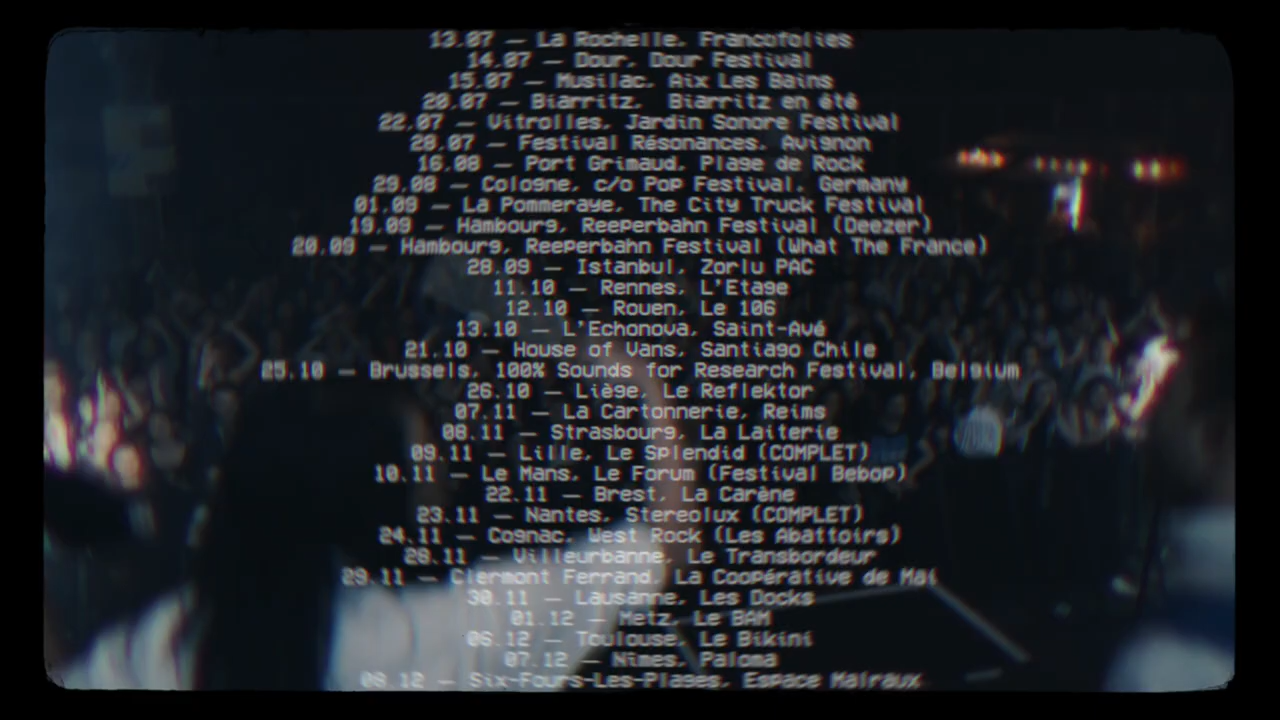 13.07 — La Rochelle, Francofolies
14.07 — Dour, Dour Festival
15.07 — Musilac, Aix Les Bains
20.07 — Biarritz, Biarritz en été
22.07 — Vitrolles, Jardin Sonore Festival
28.07 — Festival Résonances, Avignon
16.08 — Port Grimaud, Plage de Rock
29.08 — Cologne, c/o Pop Festival, Germany
01.09 — La Pommeraye, The City Truck Festival
19.09 — Hambourg, Reeperbahn Festival (Deezer)
20.09 — Hambourg, Reeperbahn Festival (What The France)
28.09 — Istanbul, Zorlu PAC
11.10 — Rennes, L'Etage
12.10 — Rouen, Le 106
13.10 — L'Echonova, Saint-Avé
21.10 — House of Vans, Santiago Chile
25.10 — Brussels, 100% Sounds for Research Festival, Belgium
26.10 — Liège, Le Reflektor
07.11 — La Cartonnerie, Reims
08.11 — Strasbourg, La Laiterie
09.11 — Lille, Le Splendid (COMPLET)
10.11 — Le Mans, Le Forum (Festival Bebop)
22.11 — Brest, La Carène
23.11 — Nantes, Stereolux (COMPLET)
24.11 — Cognac, West Rock (Les Abattoirs)
28.11 — Villeurbanne, Le Transbordeur
29.11 — Clermont Ferrand, La Coopérative de Mai
30.11 — Lausanne, Les Docks
01.12 — Metz, Le BAM
06.12 — Toulouse, Le Bikini
07.12 — Nîmes, Paloma
08.12 — Six-Fours-Les-Plages, Espace Malraux